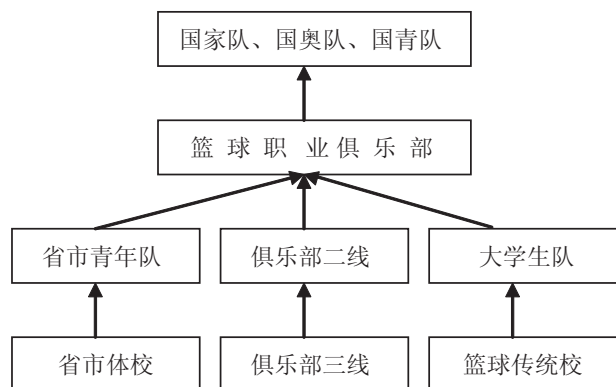 国家队、国奥队、国青队
篮球职业俱乐部
省市青年队
俱乐部二线
大学生队
省市体校
俱乐部三线
篮球传统校